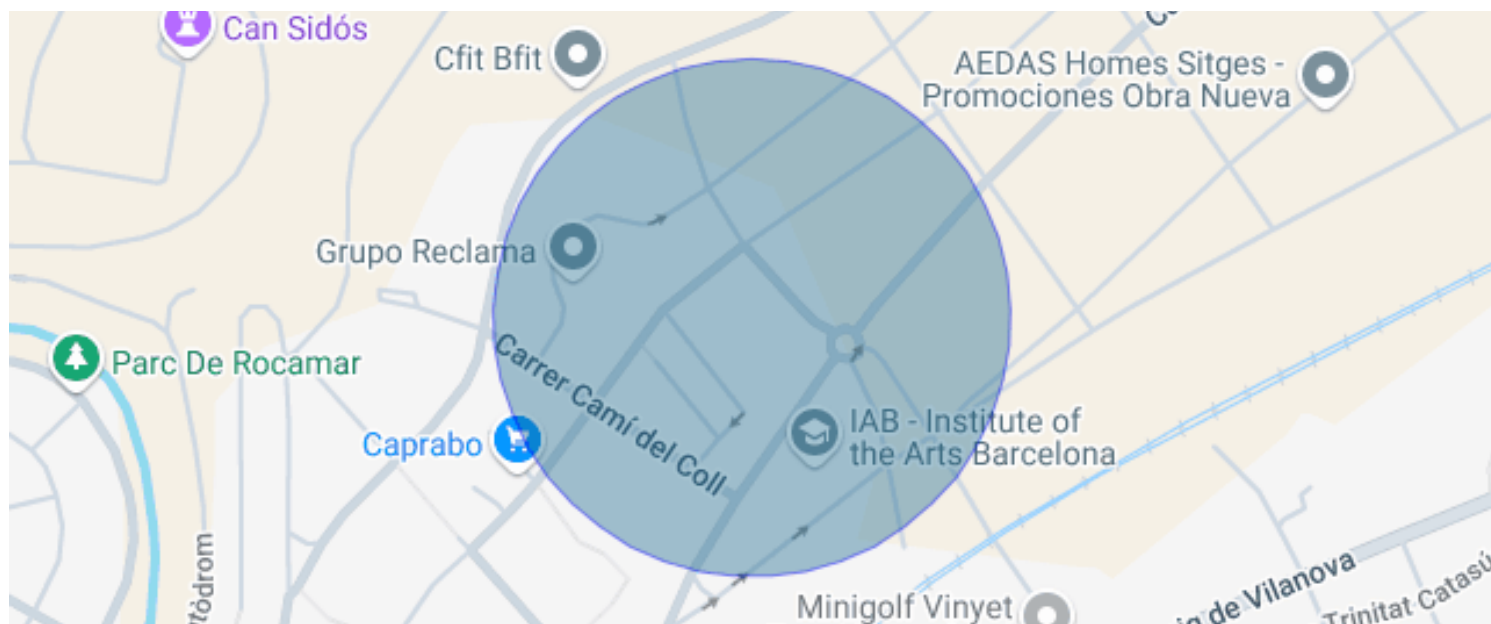 Can Sidós
Cfit Bfit
AEDAS Homes Sitges -
Promociones Obra Nueva
Grupo Reclama
Parc De Rocamar
Carrer Camí del Coll
Caprabo
IAB - Institute of
the Arts Barcelona
Minigolf Vinyet
de Vilanova
Trinitat Catasú